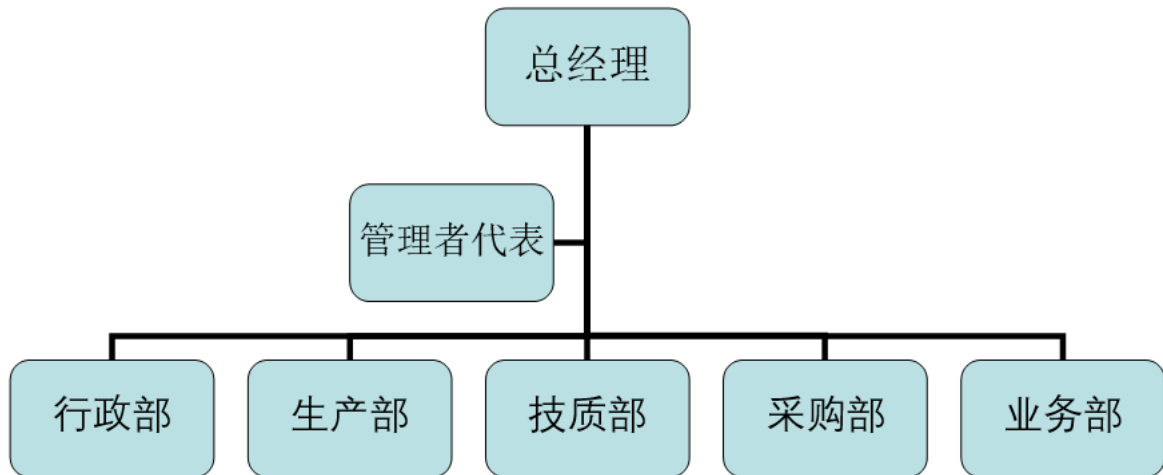 总经理
管理者代表
行政部
生产部
技质部
采购部
业务部